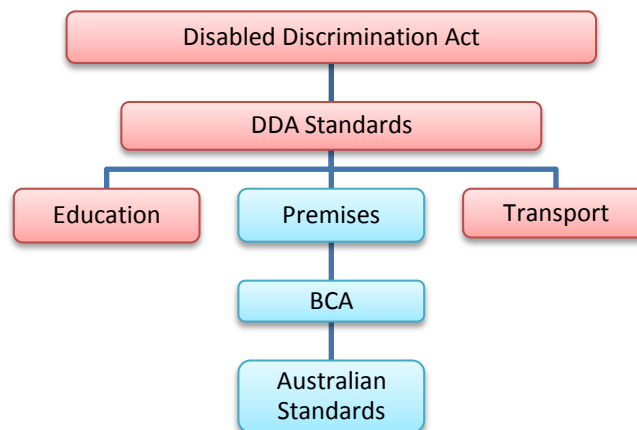 Disabled Discrimination Act
DDA Standards
Education
Premises
Transport
BCA
Australian
Standards